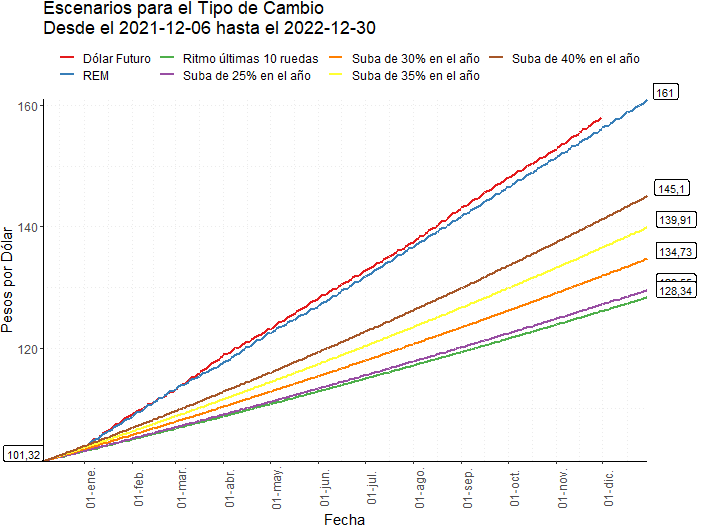 Escenarios para el Tipo de Cambio
Desde el 2021-12-06 hasta el 2022-12-30
Dólar Futuro
Ritmo últimas 10 ruedas
Suba de 30% en el año
Suba de 40% en el año
REM
Suba de 25% en el año
Suba de 35% en el año
161
160
145,1
139,91
140
134,73
128,34
120
101,32
Pesos por Dólar
01-ene.
01-feb.
01-mar.
01-abr.
01-may.
01-jun.
01-jul.
01-ago.
01-sep.
01-oct.
01-nov.
01-dic.
Fecha